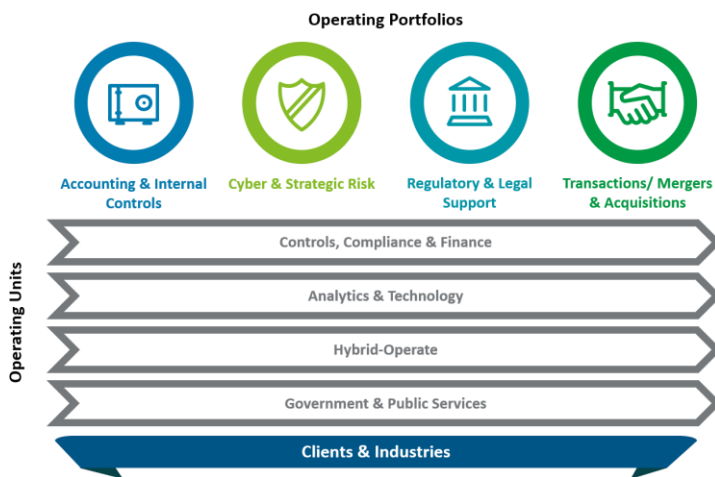 Operating Portfolios
Accounting & Internal
Controls
Cyber & Strategic Risk
Regulatory & Legal
Support
Transactions/ Mergers
& Acquisitions
Operating Units
Controls, Compliance & Finance
Analytics & Technology
Hybrid-Operate
Government & Public Services
Clients & Industries